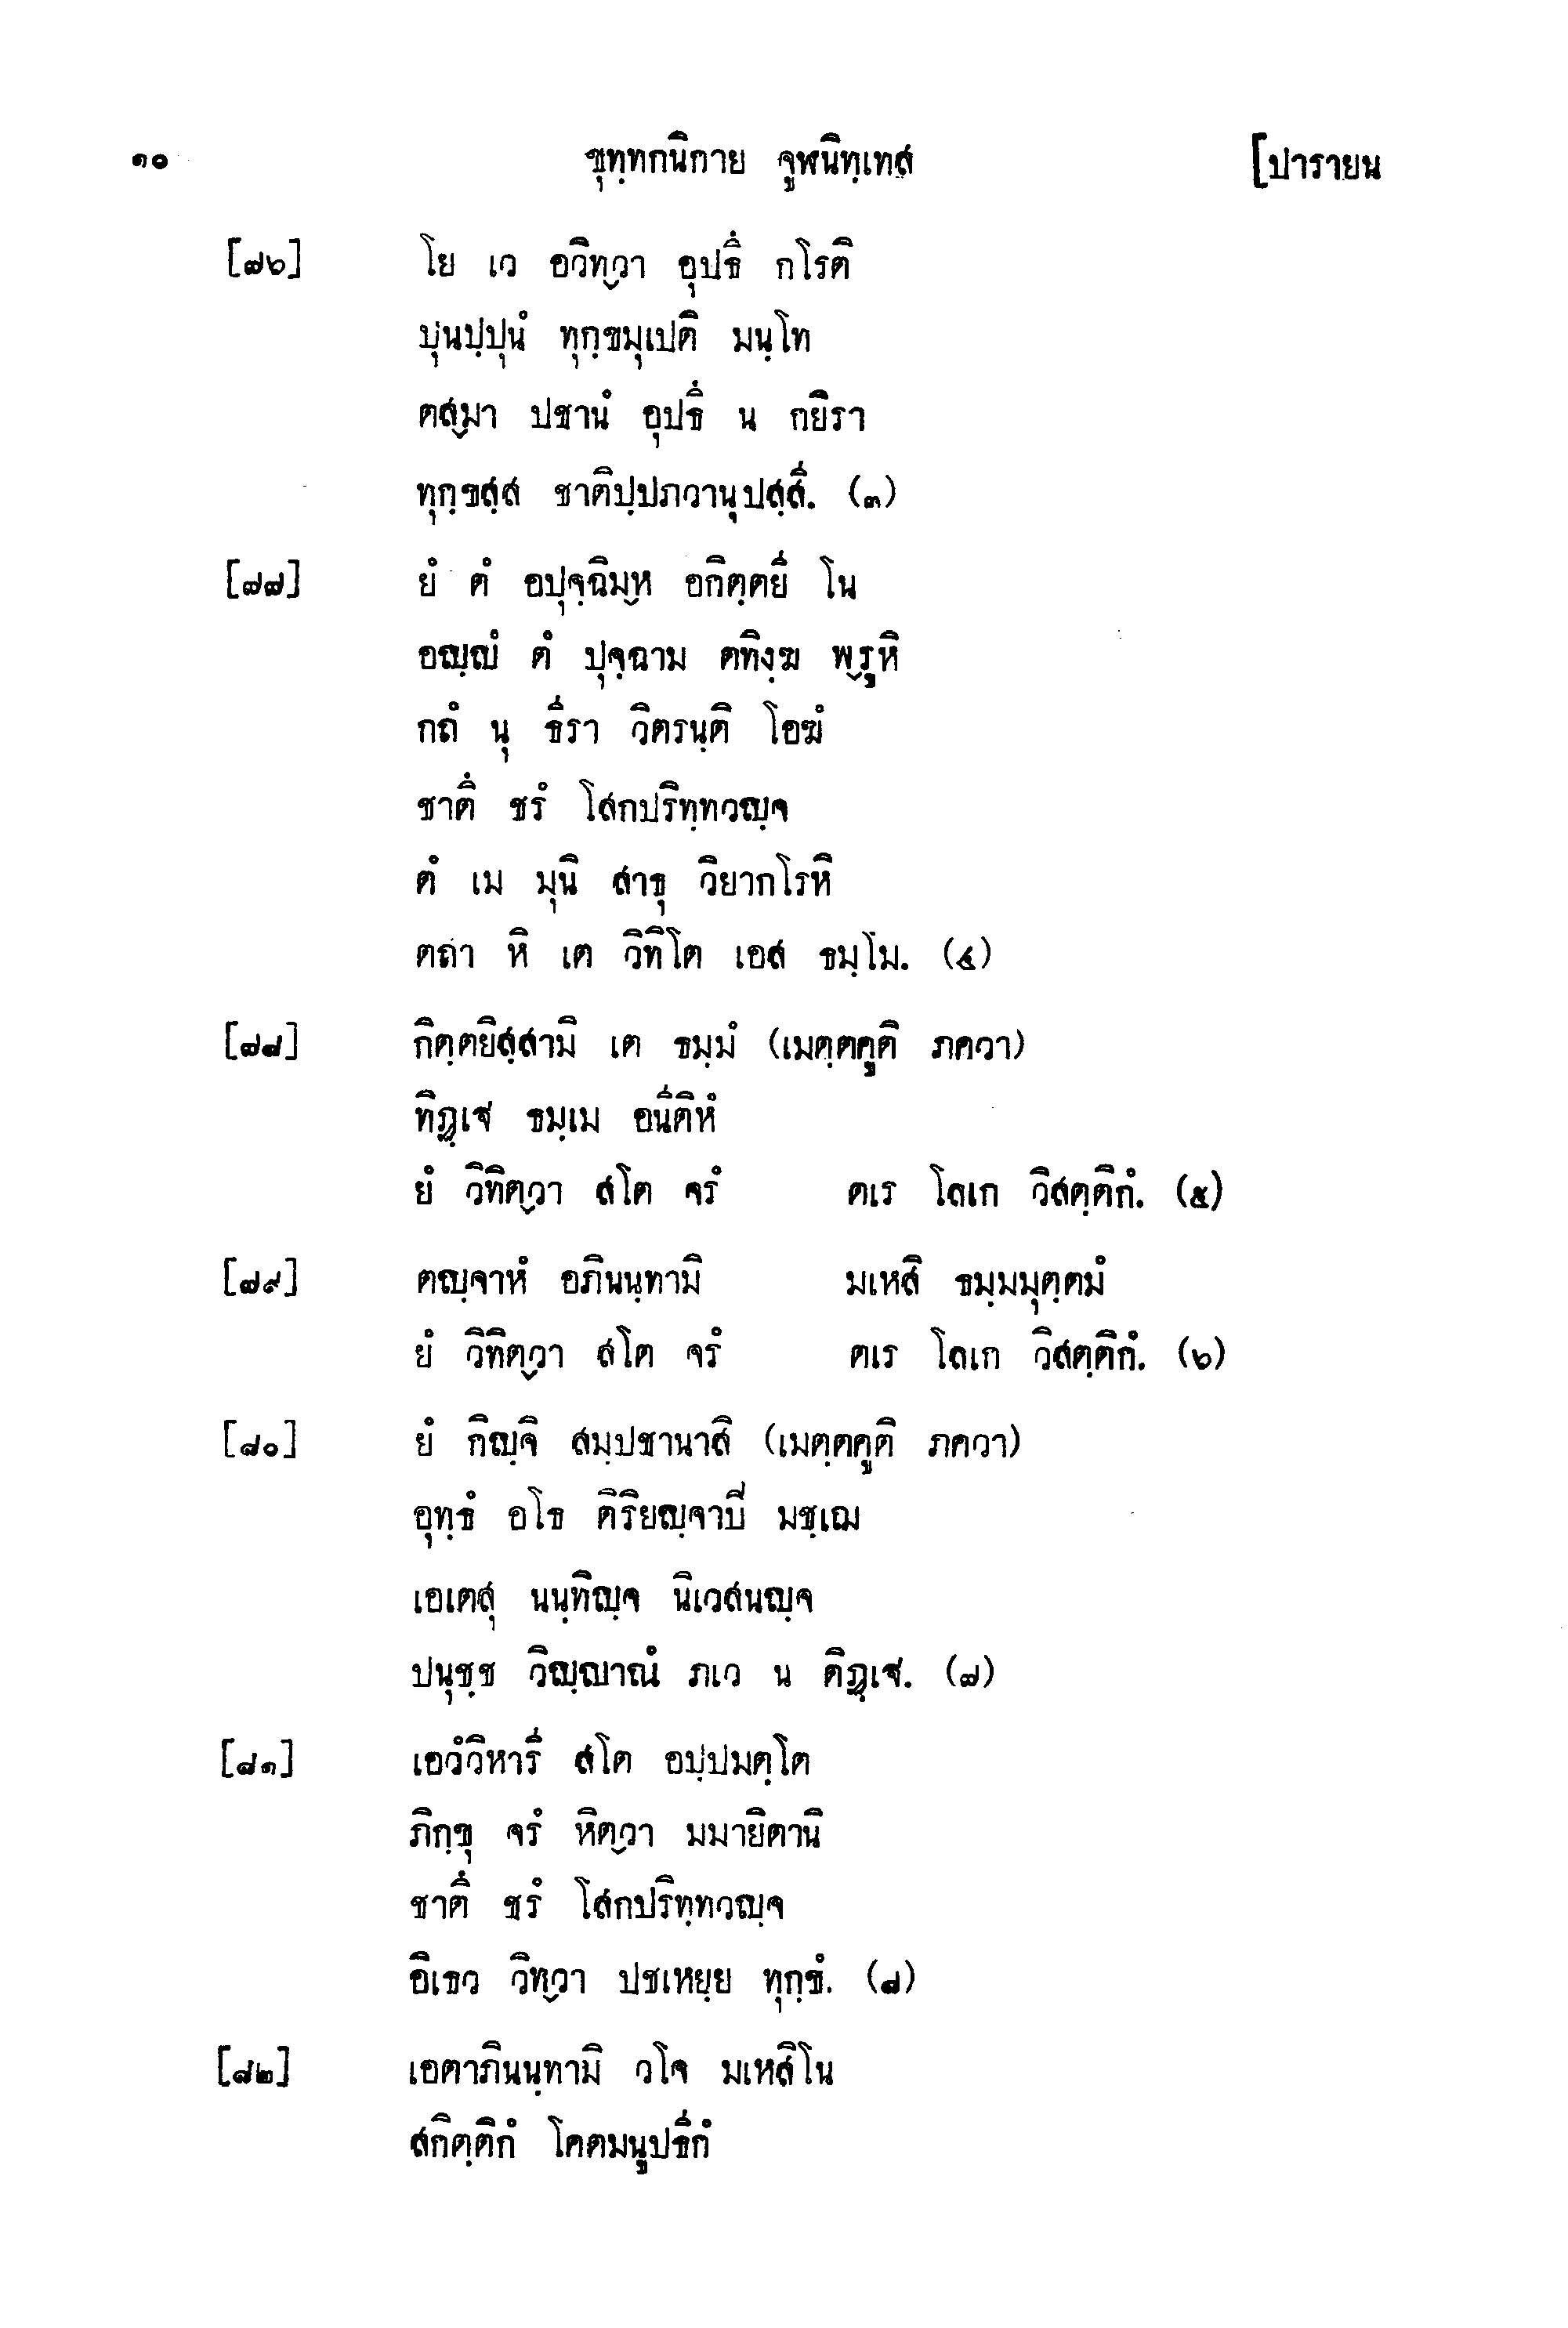 ๑๐ ขุทฺทกนิกาย จูฬนิทฺเทส [ปารายน
[๗๖] โย เว อวิทฺวา อุปธึ กโรติ
ปุนปฺปุนํ ทุกฺขมุเปติ มนฺโท
ตสฺมา ปชานํ อุปธึ น กยิรา
ทุกฺขสฺส ชาติปฺปภวานุปสฺสี. (๓)
[๗๗] ยํ ตํ อปุจฺฉิมฺห อกิตฺตยี โน
อญฺญํ ตํ ปุจฺฉาม ตทิงฺฆ พฺรูหิ
กถํ นุ ธีรา วิตรนฺติ โอฆํ
ชาตึ ชรํ โสกปริทฺทวญฺจ
ตํ เม มุนิ สาธุ วิยากโรหิ
ตถา หิ เต วิทิโต เอส ธมฺโม. (๔)
[๗๘] กิตฺตยิสฺสามิ เต ธมฺมํ (เมตฺตคูติ ภควา)
ทิฏฺเฐ ธมฺเม อนีติหํ
ยํ วิทิตฺวา สโต จรํ ตเร โลเก วิสตฺติกํ. (๕)
[๗๙] ตญฺจาหํ อภินนฺทามิ มเหสิ ธมฺมมุตฺตมํ
ยํ วิทิตฺวา สโต จรํ ตเร โลเก วิสตฺติกํ. (๖)
[๘๐] ยํ กิญฺจิ สมฺปชานาสิ (เมตฺตคูติ ภควา)
อุทฺธํ อโธ ติริยญฺจาปิ มชฺเฌ
เอเตสุ นนฺทิญฺจ นิเวสนญฺจ
ปนุชฺช วิญฺญาณํ ภเว น ติฏฺเฐ. (๗)
[๘๑] เอวํวิหารี สโต อปฺปมตฺโต
ภิกฺขุ จรํ หิตฺวา มมายิตานิ
ชาตึ ชรํ โสกปริทฺทวญฺจ
อิเธว วิทฺวา ปชเหยฺย ทุกฺขํ. (๘)
[๘๒] เอตาภินนฺทามิ วโจ มเหสิโน
สกิตฺติกํ โคตมนูปธีกํ